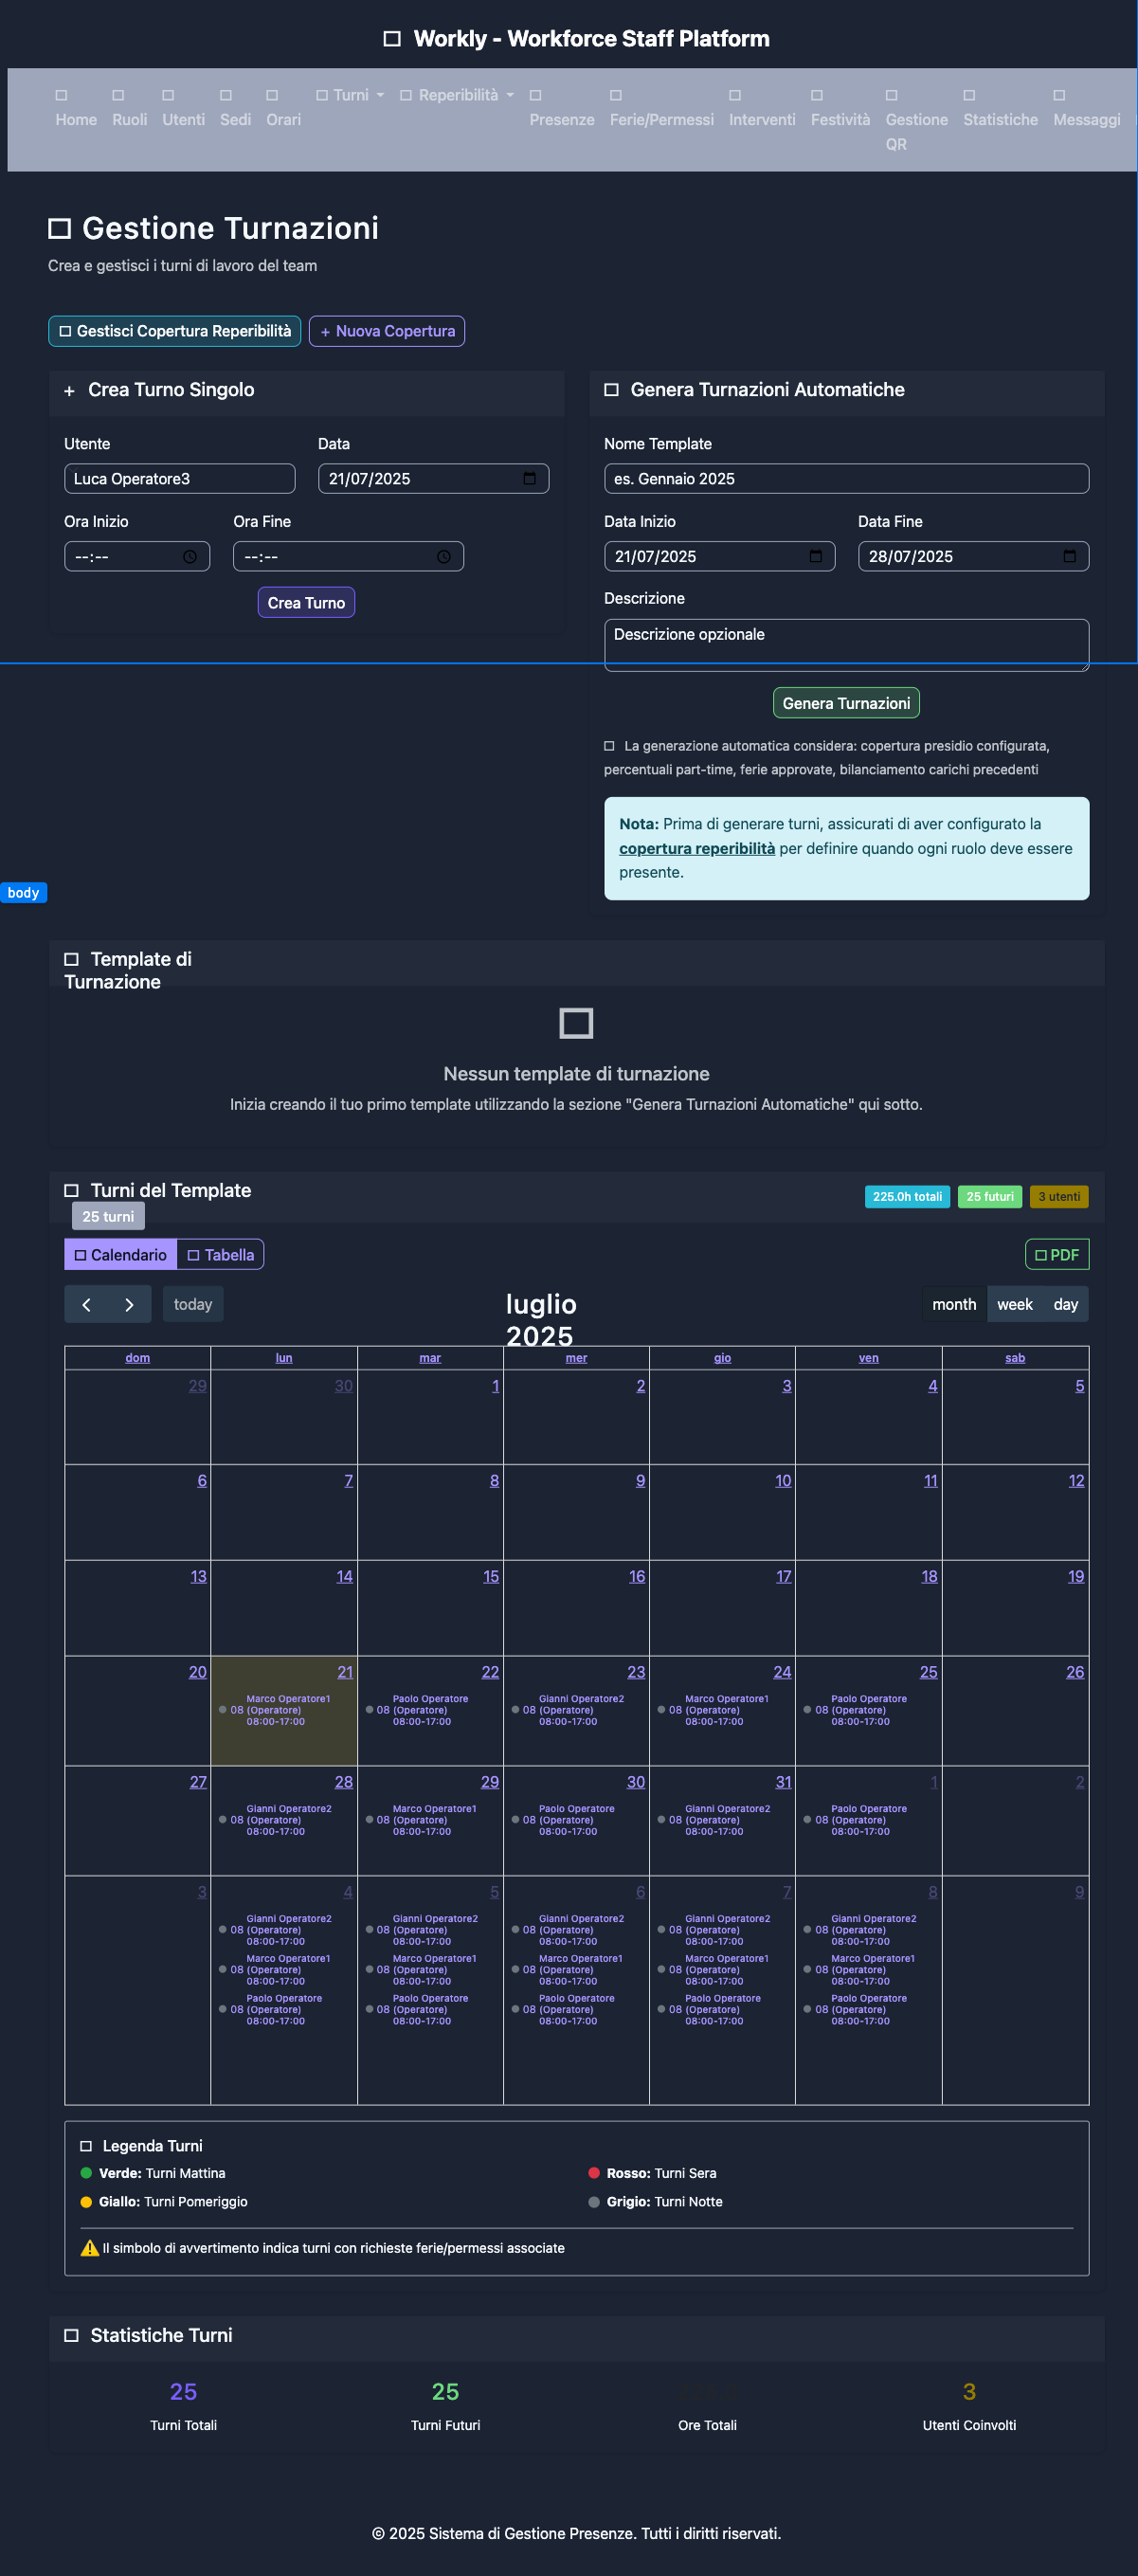 Workly - Workforce Staff Platform
Home
Ruoli
Utenti
Sedi
Orari
Turni
Reperibilità
Presenze
Ferie/Permessi
Interventi
Festività
Gestione
QR
Statistiche
Messaggi
Gestione Turnazioni
Crea e gestisci i turni di lavoro del team
Gestisci Copertura Reperibilità
+ Nuova Copertura
+ Crea Turno Singolo
Utente
Data
Luca Operatore3
21/07/2025
Ora Inizio
Ora Fine
--:--
--:--
Crea Turno
Genera Turnazioni Automatiche
Nome Template
es. Gennaio 2025
Data Inizio
Data Fine
21/07/2025
28/07/2025
Descrizione
Descrizione opzionale
Genera Turnazioni
La generazione automatica considera: copertura presidio configurata,
percentuali part-time, ferie approvate, bilanciamento carichi precedenti
Nota: Prima di generare turni, assicurati di aver configurato la
copertura reperibilità per definire quando ogni ruolo deve essere
presente.
body
Template di
Turnazione
Nessun template di turnazione
Inizia creando il tuo primo template utilizzando la sezione "Genera Turnazioni Automatiche" qui sotto.
Turni del Template
25 turni
225.0h totali
25 futuri
3 utenti
Calendario
Tabella
PDF
today
luglio
2025
month
week
day
dom lun mar mer gio ven sab
29 30 1 2 3 4 5
6 7 8 9 10 11 12
13 14 15 16 17 18 19
20 21 22 23 24 25 26
Marco Operatore1 Paolo Operatore Gianni Operatore2 Marco Operatore1 Paolo Operatore
08 (Operatore) 08 (Operatore) 08 (Operatore) 08 (Operatore) 08 (Operatore)
08:00-17:00 08:00-17:00 08:00-17:00 08:00-17:00 08:00-17:00
27 28 29 30 31 1 2
Gianni Operatore2 Marco Operatore1 Paolo Operatore Gianni Operatore2 Paolo Operatore
08 (Operatore) 08 (Operatore) 08 (Operatore) 08 (Operatore) 08 (Operatore)
08:00-17:00 08:00-17:00 08:00-17:00 08:00-17:00 08:00-17:00
3 4 5 6 7 8 9
Gianni Operatore2 Gianni Operatore2 Gianni Operatore2 Gianni Operatore2 Gianni Operatore2
08 (Operatore) 08 (Operatore) 08 (Operatore) 08 (Operatore) 08 (Operatore)
08:00-17:00 08:00-17:00 08:00-17:00 08:00-17:00 08:00-17:00
Marco Operatore1 Marco Operatore1 Marco Operatore1 Marco Operatore1 Marco Operatore1
08 (Operatore) 08 (Operatore) 08 (Operatore) 08 (Operatore) 08 (Operatore)
08:00-17:00 08:00-17:00 08:00-17:00 08:00-17:00 08:00-17:00
Paolo Operatore Paolo Operatore Paolo Operatore Paolo Operatore Paolo Operatore
08 (Operatore) 08 (Operatore) 08 (Operatore) 08 (Operatore) 08 (Operatore)
08:00-17:00 08:00-17:00 08:00-17:00 08:00-17:00 08:00-17:00
Legenda Turni
Verde: Turni Mattina
Rosso: Turni Sera
Giallo: Turni Pomeriggio
Grigio: Turni Notte
Il simbolo di avvertimento indica turni con richieste ferie/permessi associate
Statistiche Turni
25
Turni Totali
25
Turni Futuri
Ore Totali
3
Utenti Coinvolti
© 2025 Sistema di Gestione Presenze. Tutti i diritti riservati.